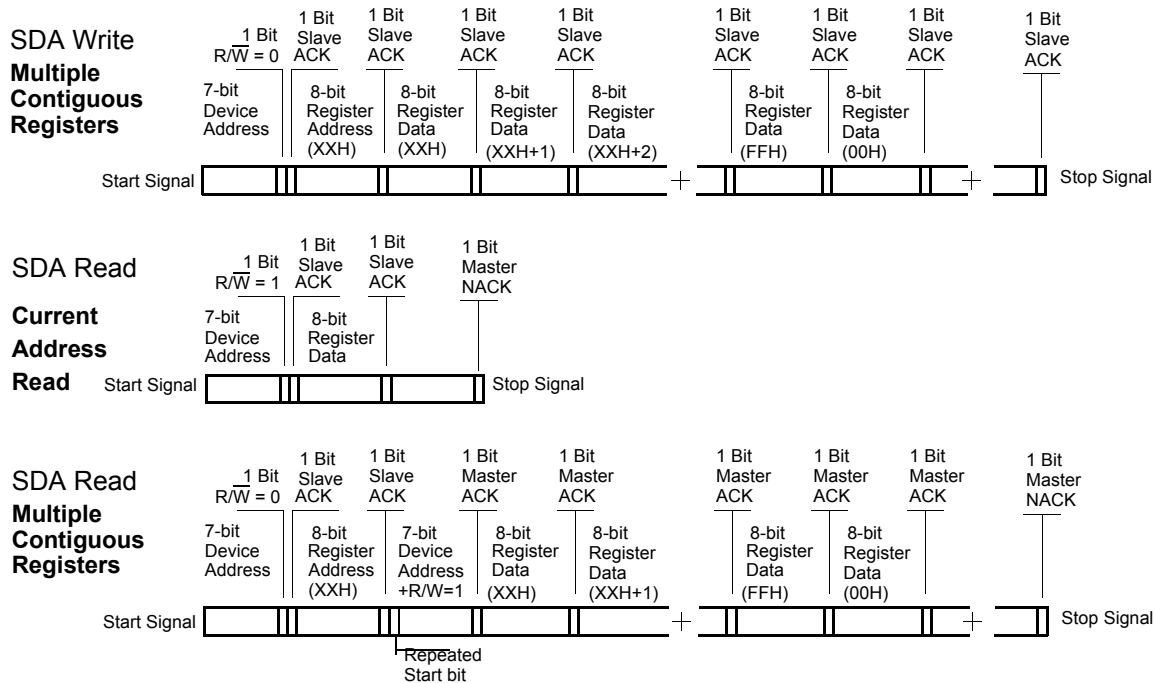 SDA Write
Multiple
Contiguous
Registers
1 Bit
R/W = 0
1 Bit
Slave
ACK
1 Bit
Slave
ACK
1 Bit
Slave
ACK
1 Bit
Slave
ACK
1 Bit
Slave
ACK
1 Bit
Slave
ACK
1 Bit
Slave
ACK
1 Bit
Slave
ACK
7-bit
Device
Address
8-bit
Register
Address
(XXH)
8-bit
Register
Data
(XXH)
8-bit
Register
Data
(XXH+1)
8-bit
Register
Data
(XXH+2)
8-bit
Register
Data
(FFH)
8-bit
Register
Data
(00H)
Start Signal
Stop Signal
SDA Read
Current
Address
Read
1 Bit
R/W = 1
1 Bit
Slave
ACK
1 Bit
Slave
ACK
1 Bit
Master
NACK
7-bit
Device
Address
8-bit
Register
Data
Start Signal
Stop Signal
SDA Read
Multiple
Contiguous
Registers
1 Bit
R/W = 0
1 Bit
Slave
ACK
1 Bit
Slave
ACK
1 Bit
Master
ACK
1 Bit
Master
ACK
1 Bit
Master
ACK
1 Bit
Master
ACK
1 Bit
Master
ACK
1 Bit
Master
NACK
7-bit
Device
Address
8-bit
Register
Address
(XXH)
7-bit
Device
Address
+R/W=1
8-bit
Register
Data
(XXH)
8-bit
Register
Data
(XXH+1)
8-bit
Register
Data
(FFH)
8-bit
Register
Data
(00H)
Start Signal
Stop Signal
Repeated
Start bit